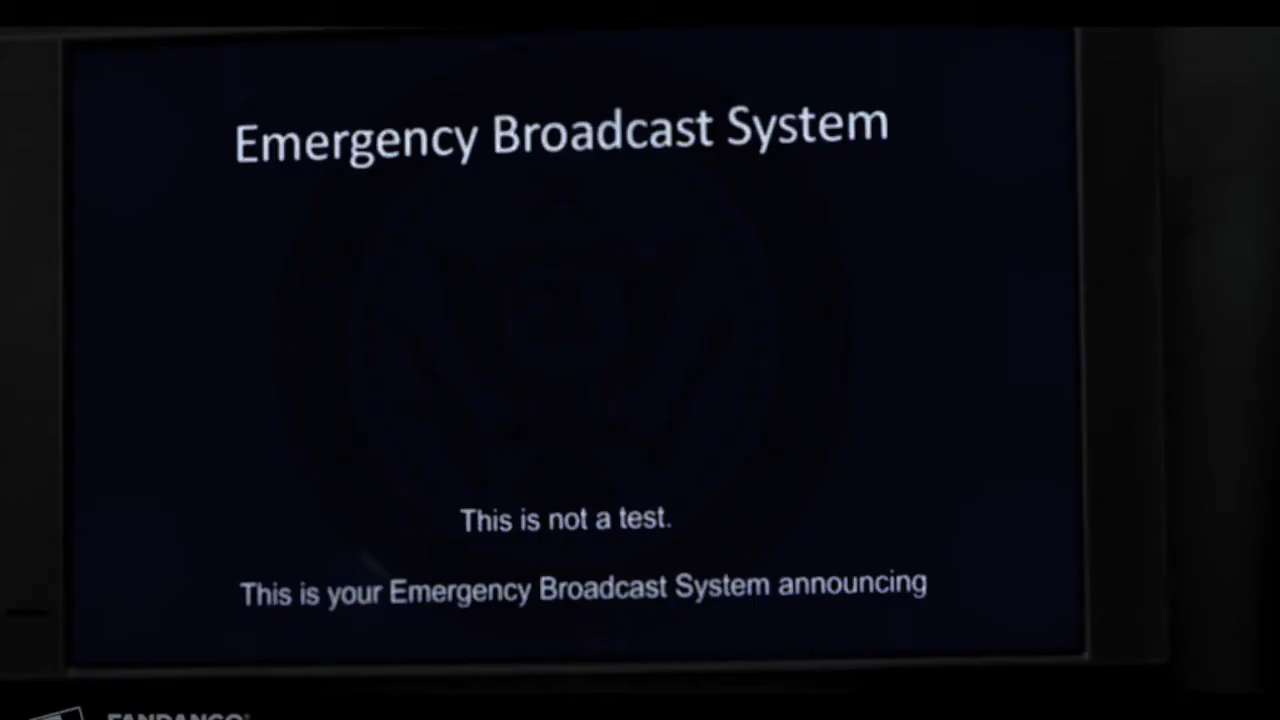 Emergency Broadcast System
This is not a test.
This is your Emergency Broadcast System announcing
FANDANGO